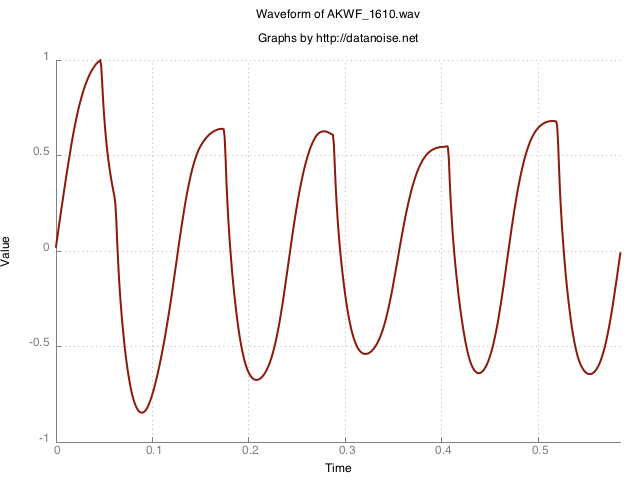 Waveform of AKWF_1610.wav
Graphs by http://datanoise.net
1
0.5
0
-0.5
-1
Value
0 0.1 0.2 0.3 0.4 0.5
Time